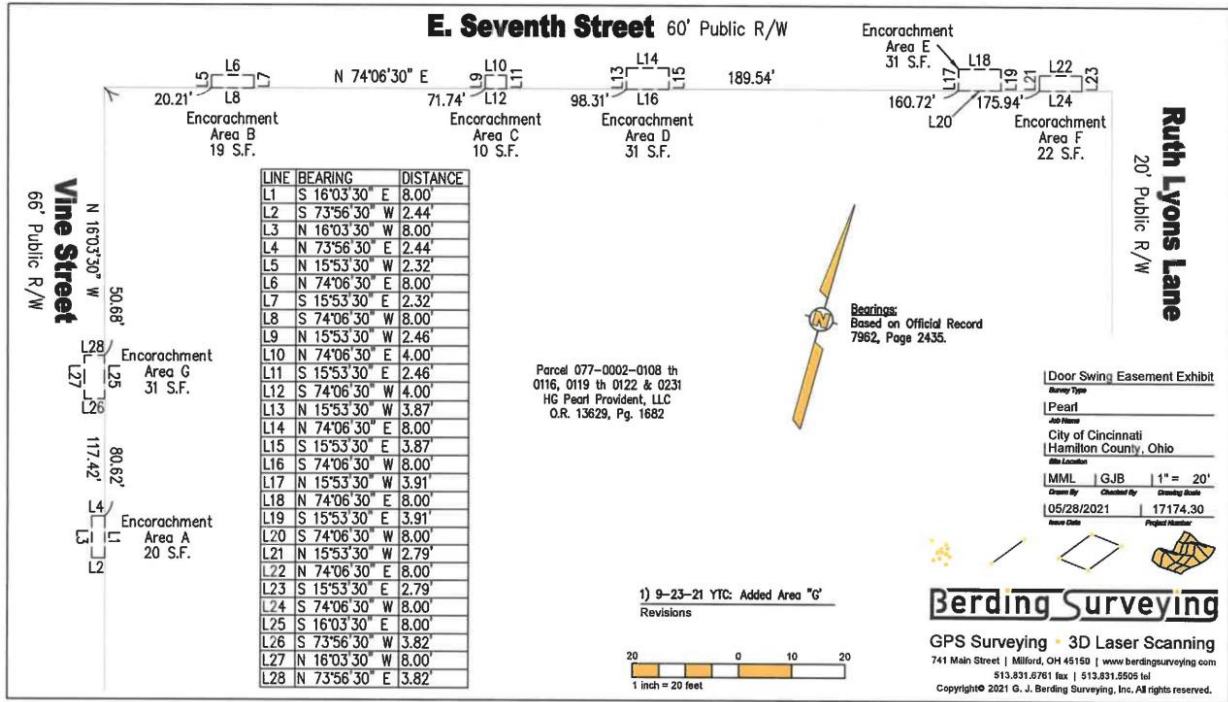 E. Seventh Street 60' Public R/W
L5
L6
L7
20.21'
L8
Encorachment
Area B
19 S.F.
N 74°06'30" E
L9
L10
L11
71.74'
L12
Encorachment
Area C
10 S.F.
L13
L14
L15
98.31'
L16
Encorachment
Area D
31 S.F.
189.54'
Encorachment
Area E
31 S.F.
L17
L18
L19
160.72'
L20
175.94'
L21
L22
L23
L24
Encorachment
Area F
22 S.F.
Ruth Lyons Lane
20' Public R/W
Vine Street
66' Public R/W
N 16°03'30" W
50.68'
L28
L27
L25
L26
Encorachment
Area G
31 S.F.
117.42'
80.62'
L4
L3
L1
L2
Encorachment
Area A
20 S.F.
LINE BEARING DISTANCE
L1 S 16°03'30" E 8.00'
L2 S 73°56'30" W 2.44'
L3 N 16°03'30" W 8.00'
L4 N 73°56'30" E 2.44'
L5 N 15°53'30" W 2.32'
L6 N 74°06'30" E 8.00'
L7 S 15°53'30" E 2.32'
L8 S 74°06'30" W 8.00'
L9 N 15°53'30" W 2.46'
L10 N 74°06'30" E 4.00'
L11 S 15°53'30" E 2.46'
L12 S 74°06'30" W 4.00'
L13 N 15°53'30" W 3.87'
L14 N 74°06'30" E 8.00'
L15 S 15°53'30" E 3.87'
L16 S 74°06'30" W 8.00'
L17 N 15°53'30" W 3.91'
L18 N 74°06'30" E 8.00'
L19 S 15°53'30" E 3.91'
L20 S 74°06'30" W 8.00'
L21 N 15°53'30" W 2.79'
L22 N 74°06'30" E 8.00'
L23 S 15°53'30" E 2.79'
L24 S 74°06'30" W 8.00'
L25 S 16°03'30" E 8.00'
L26 S 73°56'30" W 3.82'
L27 N 16°03'30" W 8.00'
L28 N 73°56'30" E 3.82'
N
Bearings:
Based on Official Record
7962, Page 2435.
Parcel 077-0002-0108 th
0116, 0119 th 0122 & 0231
HG Pearl Provident, LLC
O.R. 13629, Pg. 1682
Door Swing Easement Exhibit
Survey Type
Pearl
Job Name
City of Cincinnati
Hamilton County, Ohio
Site Location
MML GJB 1" = 20'
Drawn By Checked By Drawing Scale
05/28/2021 17174.30
Issue Date Project Number
1) 9-23-21 YTC: Added Area "G"
Revisions
20 0 10 20
1 inch = 20 feet
Berding Surveying
GPS Surveying • 3D Laser Scanning
741 Main Street | Milford, OH 45150 | www.berdingsurveying.com
513.831.6761 fax | 513.831.5505 tel
Copyright© 2021 G. J. Berding Surveying, Inc. All rights reserved.